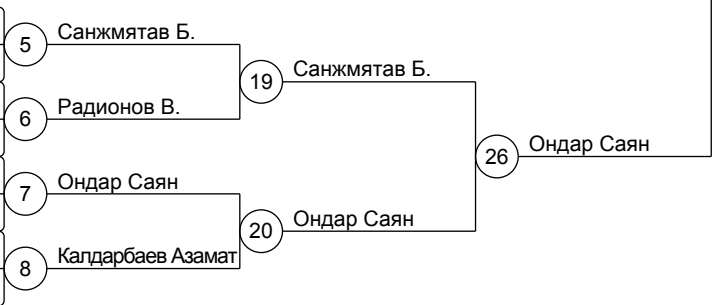 5 Санжмятав Б.
19 Санжмятав Б.
6 Радионов В.
26 Ондар Саян
7 Ондар Саян
20 Ондар Саян
8 Калдарбаев Азамат